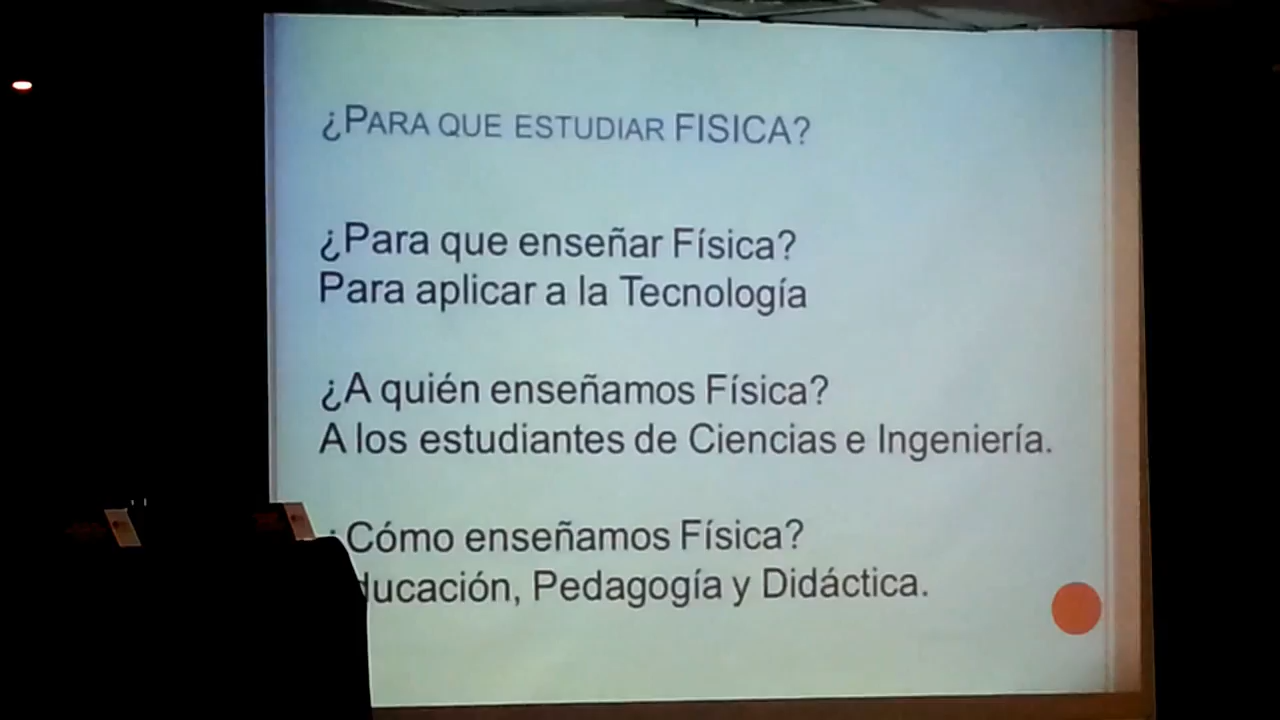 ¿PARA QUE ESTUDIAR FISICA?
¿Para que enseñar Física?
Para aplicar a la Tecnología
¿A quién enseñamos Física?
A los estudiantes de Ciencias e Ingeniería.
¿Cómo enseñamos Física?
ducación, Pedagogía y Didáctica.